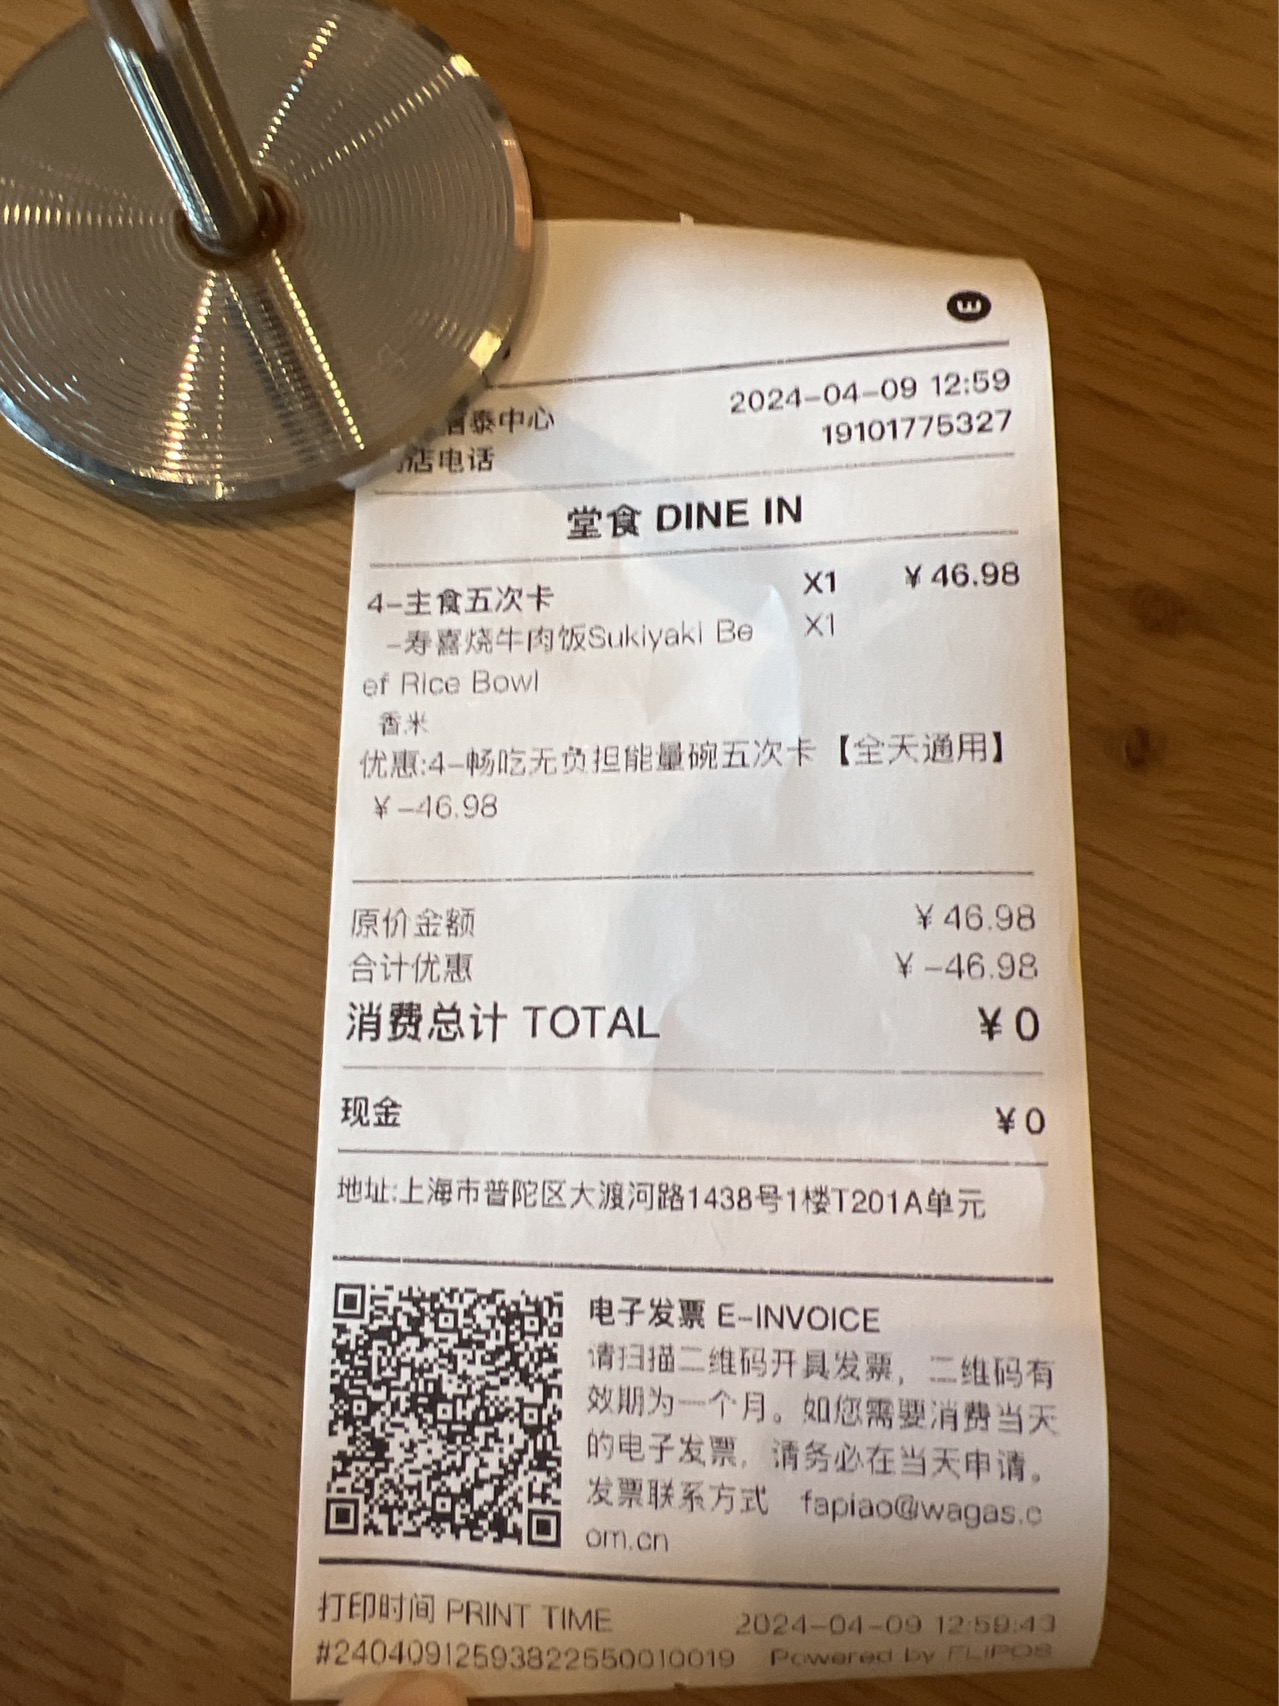 泰中心 2024-04-09 12:59
店电话 19101775327
堂食 DINE IN
4-主食五次卡 X1 ¥46.98
-寿喜烧牛肉饭Sukiyaki Be X1
ef Rice Bowl
香米
优惠:4-畅吃无负担能量碗五次卡【全天通用】
¥-46.98
原价金额 ¥46.98
合计优惠 ¥-46.98
消费总计 TOTAL ¥0
现金 ¥0
地址:上海市普陀区大渡河路1438号1楼T201A单元
电子发票 E-INVOICE
请扫描二维码开具发票，二维码有
效期为一个月。如您需要消费当天
的电子发票，请务必在当天申请。
发票联系方式 fapiao@wagas.c
om.cn
打印时间 PRINT TIME 2024-04-09 12:59:43
#24040912593822550010019 Powered by FLIPOS